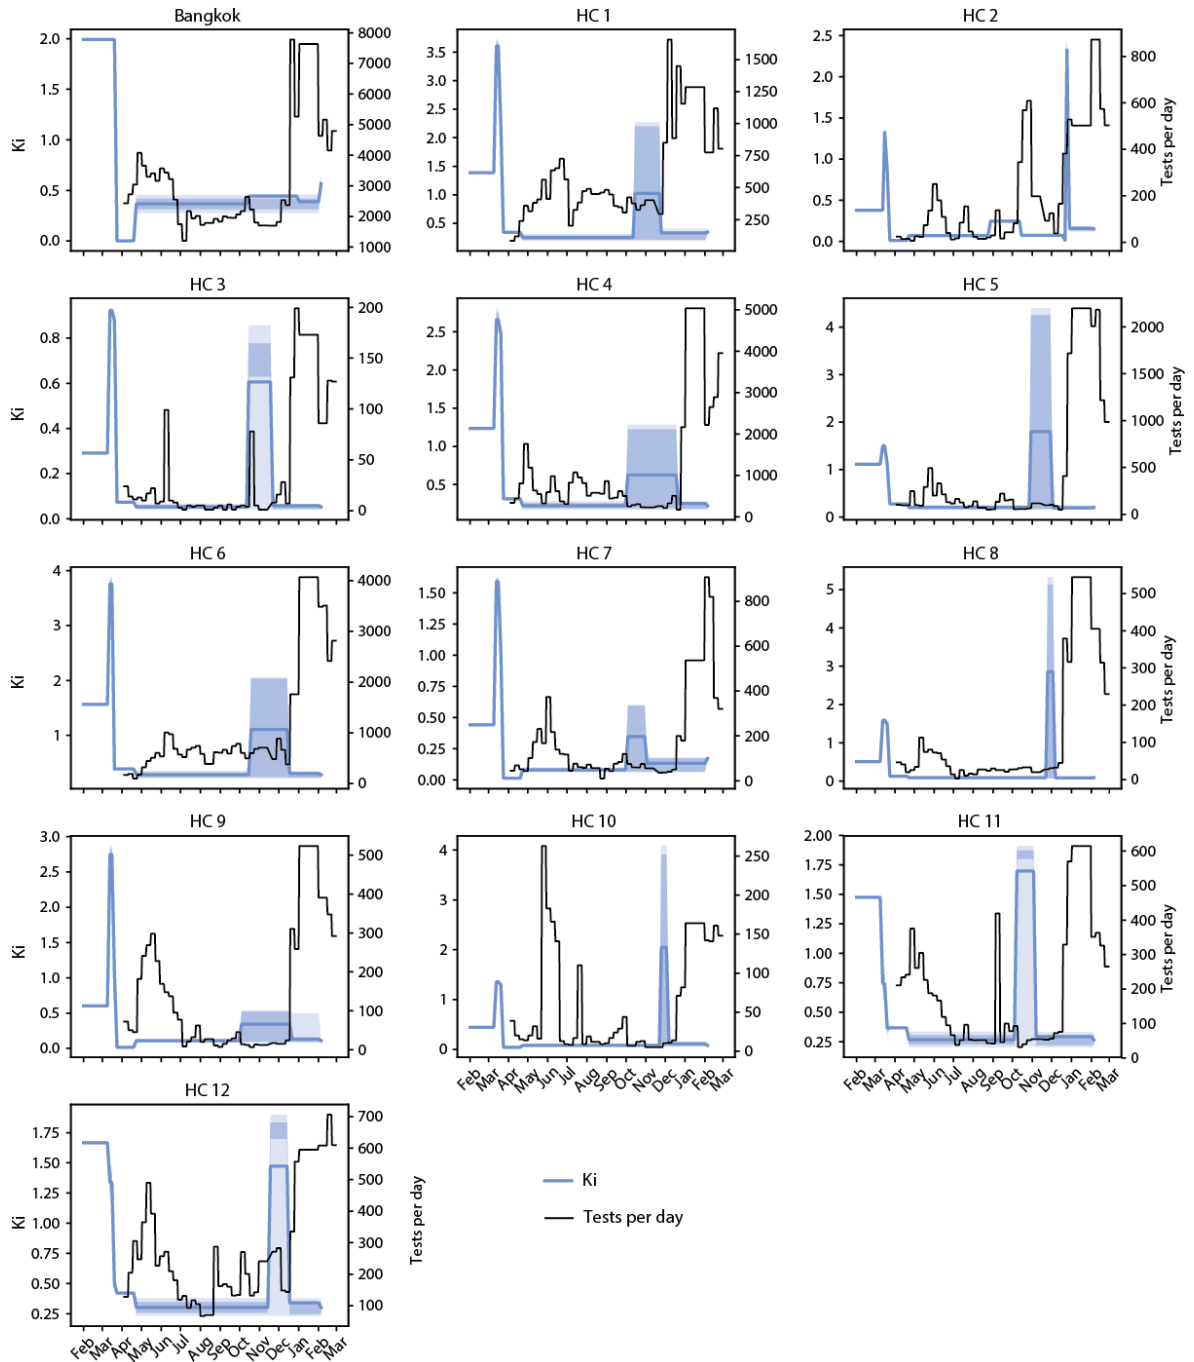 Bangkok HC 1 HC 2
2.0 1.0 0.5 0.0
Ki
8000 7000 6000 5000 4000 3000 2000 1000
3.5 3.0 2.5 2.0 1.5 1.0 0.5
1500 1250 1000 750 500 250
2.5 2.0 1.5 1.0 0.5 0.0
800 600 400 200 0
Tests per day
HC 3 HC 4 HC 5
0.8 0.6 0.4 0.2 0.0
Ki
200 150 100 50 0
2.5 2.0 1.5 1.0 0.5
5000 4000 3000 2000 1000 0
4 3 2 1 0
2000 1500 1000 500 0
Tests per day
HC 6 HC 7 HC 8
4 3 2 1
Ki
4000 3000 2000 1000 0
1.50 1.25 1.00 0.75 0.50 0.25 0.00
800 600 400 200 0
5 4 3 2 1 0
500 400 300 200 100 0
Tests per day
HC 9 HC 10 HC 11
3.0 2.5 2.0 1.5 1.0 0.5 0.0
Ki
500 400 300 200 100 0
4 3 2 1 0
250 200 150 100 50 0
Feb Mar Apr May Jun Jul Aug Sep Oct Nov Dec Jan Feb Mar
2.00 1.75 1.50 1.25 1.00 0.75 0.50 0.25
600 500 400 300 200 100 0
Tests per day
Feb Mar Apr May Jun Jul Aug Sep Oct Nov Dec Jan Feb Mar
HC 12
1.75 1.50 1.25 1.00 0.75 0.50 0.25
Ki
700 600 500 400 300 200 100
Tests per day
Feb Mar Apr May Jun Jul Aug Sep Oct Nov Dec Jan Feb Mar
Ki
Tests per day